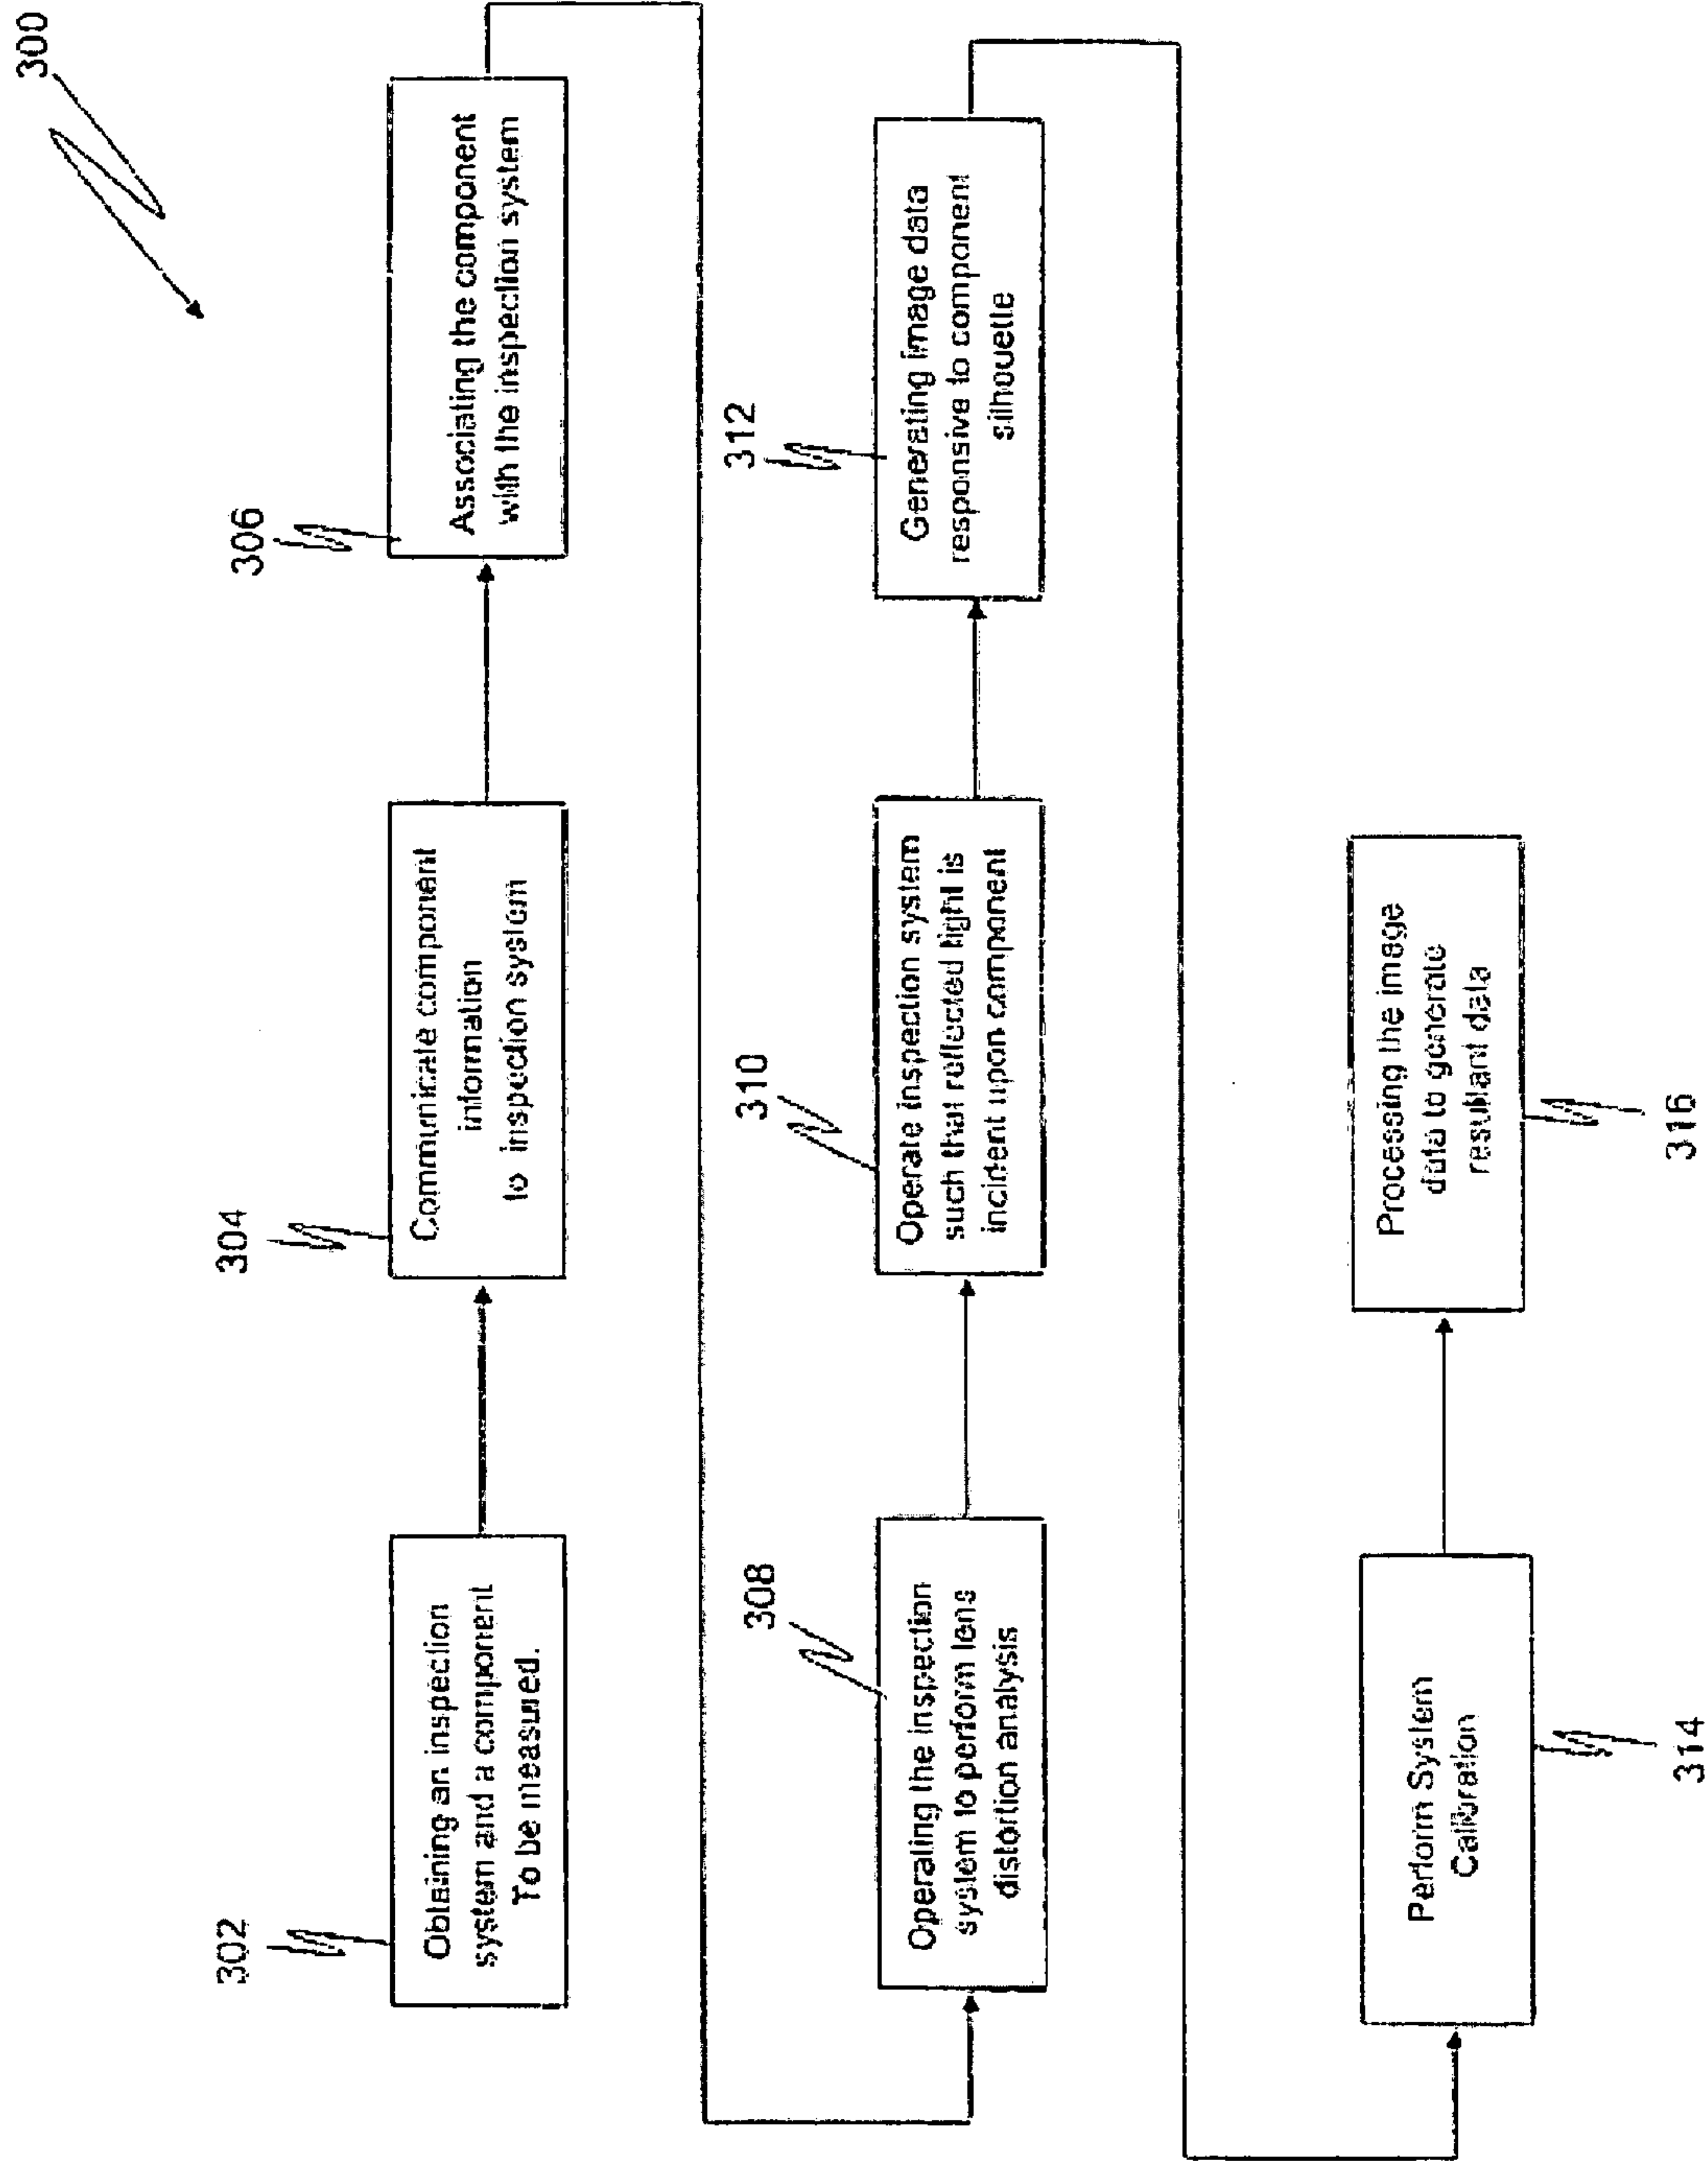 300
302
Obtaining an inspection
system and a component
To be measured.
304
Communicate component
information
to inspection system
306
Associating the component
with the inspection system
308
Operating the inspection
system to perform lens
distortion analysis
310
Operate inspection system
such that reflected light is
incident upon component
312
Generating image data
responsive to component
silhouette
314
Perform System
Calibration
316
Processing the image
data to generate
resultant data